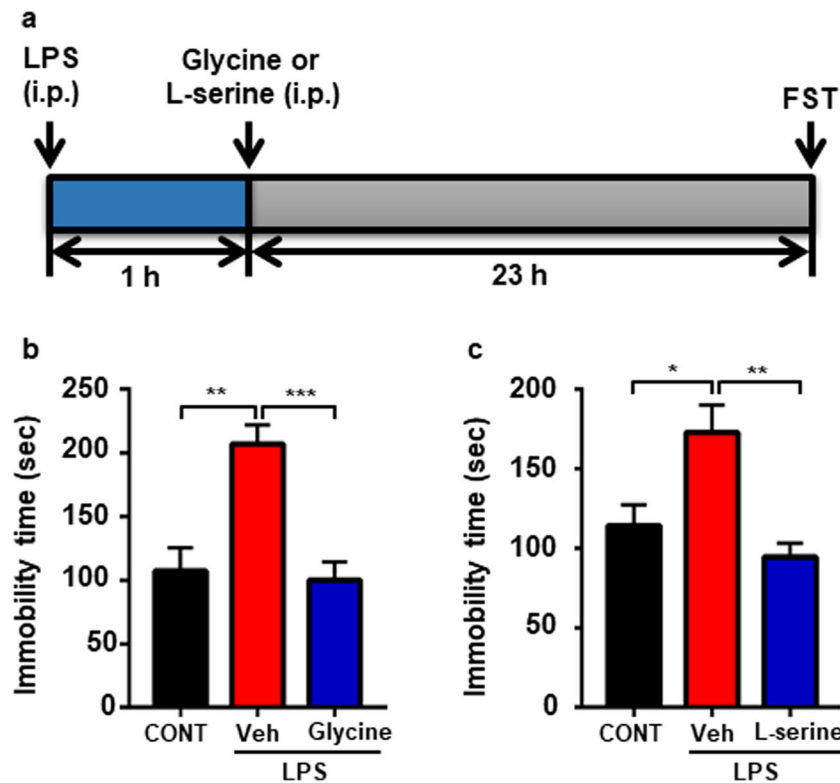 a
LPS
(i.p.)
Glycine or
L-serine (i.p.)
FST
1 h
23 h
b
Immobility time (sec)
250
200
150
100
50
0
**
***
CONT
Veh
Glycine
LPS
c
Immobility time (sec)
200
150
100
50
0
*
**
CONT
Veh
L-serine
LPS